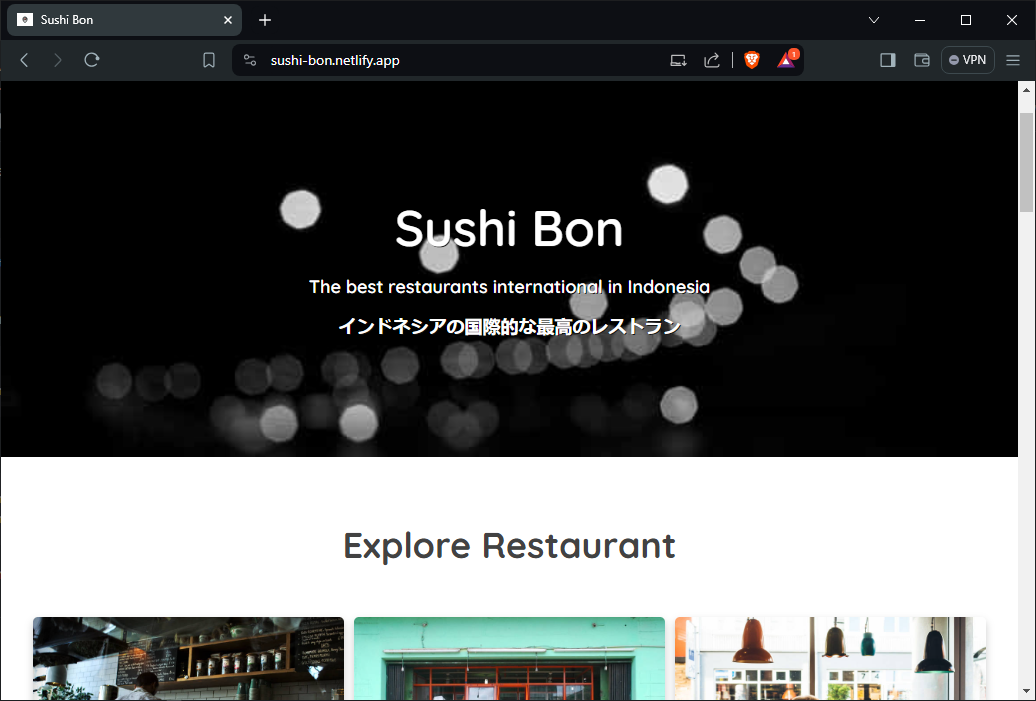 Sushi Bon
sushi-bon.netlify.app
1
VPN
Sushi Bon
The best restaurants international in Indonesia
インドネシアの国際的な最高のレストラン
Explore Restaurant